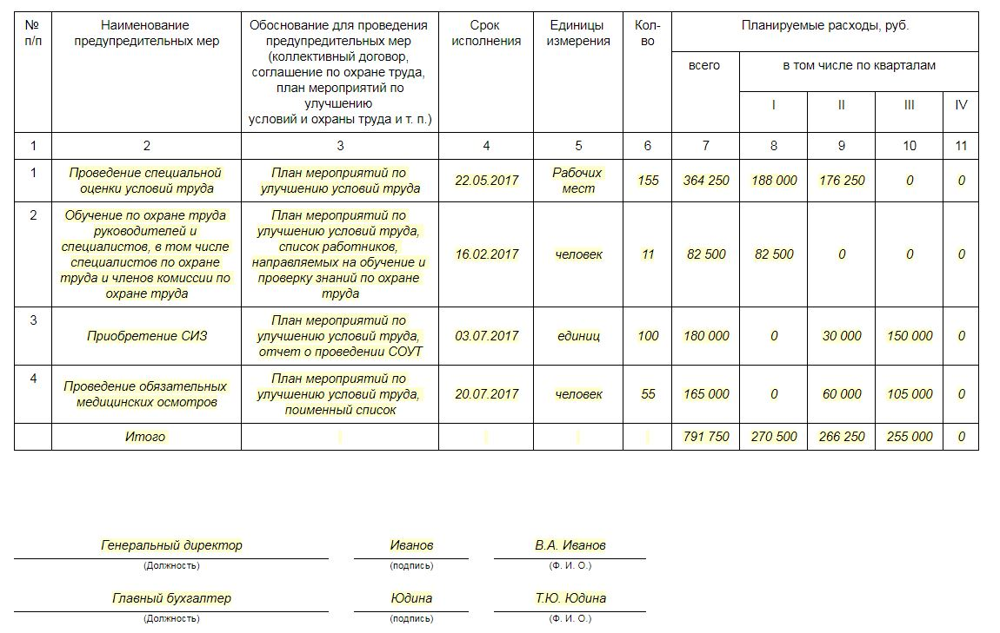 №
п/п
Наименование
предупредительных мер
Обоснование для проведения
предупредительных мер
(коллективный договор,
соглашение по охране труда,
план мероприятий по
улучшению
условий и охраны труда и т. п.)
Срок
исполнения
Единицы
измерения
Кол-
во
Планируемые расходы, руб.
всего
в том числе по кварталам
I II III IV
1 2 3 4 5 6 7 8 9 10 11
1
Проведение специальной
оценки условий труда
План мероприятий по
улучшению условий труда
22.05.2017
Рабочих
мест
155 364 250 188 000 176 250 0 0
2
Обучение по охране труда
руководителей и
специалистов, в том числе
специалистов по охране
труда и членов комиссии по
охране труда
План мероприятий по
улучшению условий труда,
список работников,
направляемых на обучение и
проверку знаний по охране
труда
16.02.2017 человек 11 82 500 82 500 0 0 0
3
Приобретение СИЗ
План мероприятий по
улучшению условий труда,
отчет о проведении СОУТ
03.07.2017 единиц 100 180 000 0 30 000 150 000 0
4
Проведение обязательных
медицинских осмотров
План мероприятий по
улучшению условий труда,
поименный список
20.07.2017 человек 55 165 000 0 60 000 105 000 0
Итого 791 750 270 500 266 250 255 000 0
Генеральный директор Иванов В.А. Иванов
(Должность) (подпись) (Ф. И. О.)
Главный бухгалтер Юдина Т.Ю. Юдина
(Должность) (подпись) (Ф. И. О.)